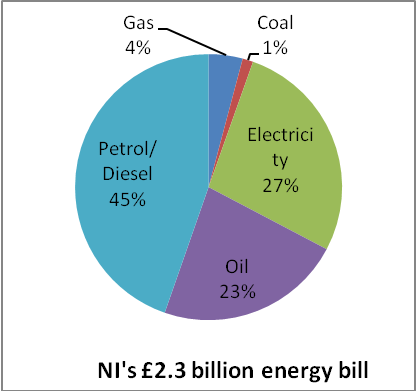 Gas
4%
Coal
1%
Electrici
ty
27%
Petrol/
Diesel
45%
Oil
23%
NI's £2.3 billion energy bill